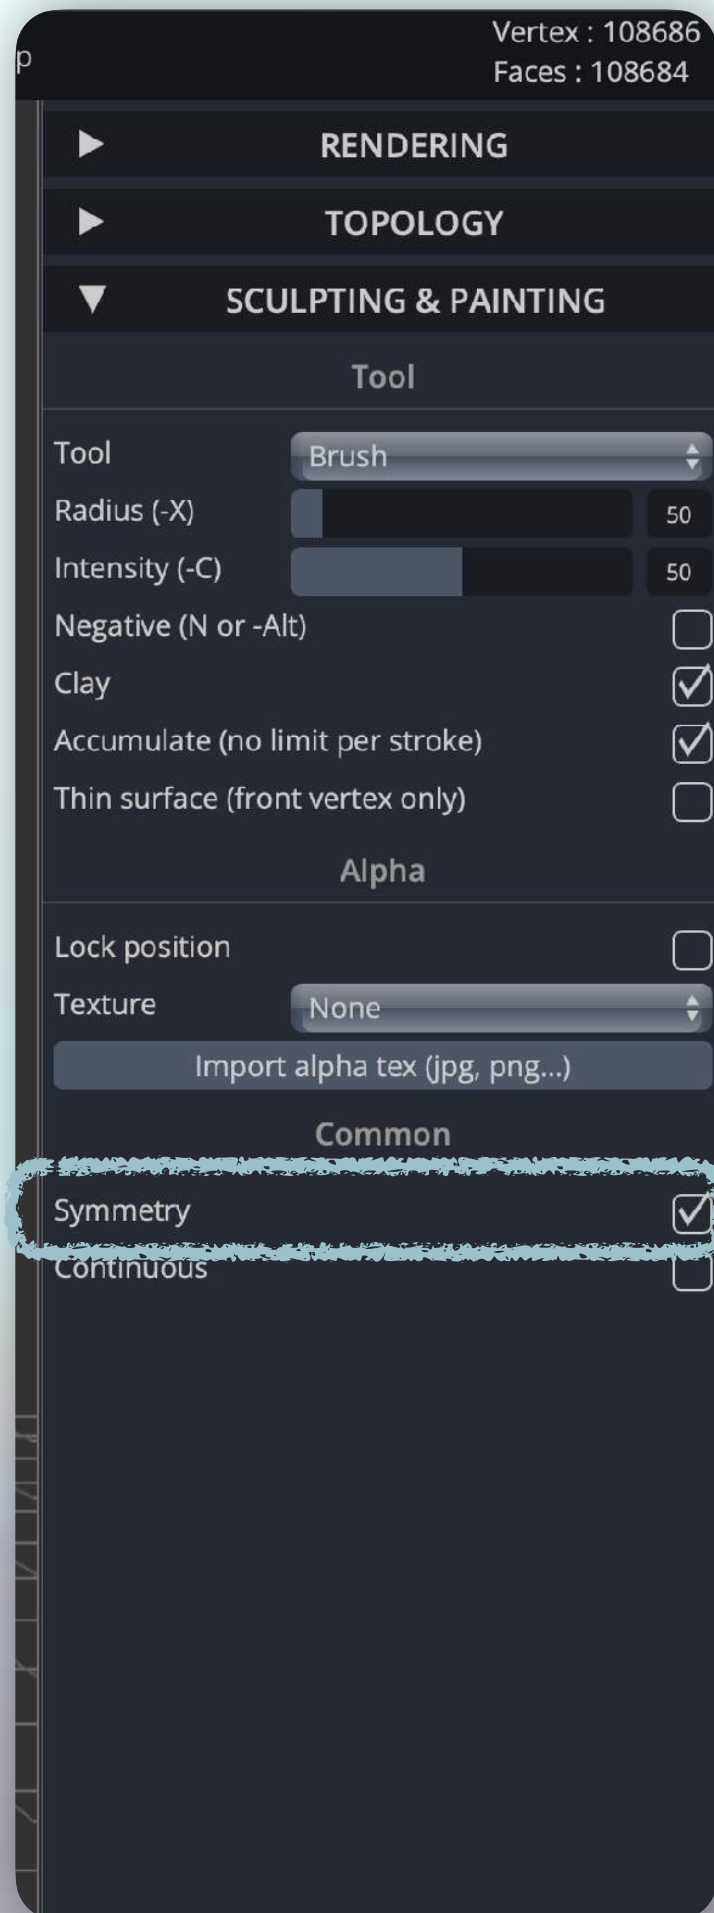 p
Vertex : 108686
Faces : 108684
RENDERING
TOPOLOGY
SCULPTING & PAINTING
Tool
Tool Brush
Radius (-X) 50
Intensity (-C) 50
Negative (N or -Alt)
Clay
Accumulate (no limit per stroke)
Thin surface (front vertex only)
Alpha
Lock position
Texture None
Import alpha tex (jpg, png...)
Common
Symmetry
Continuous